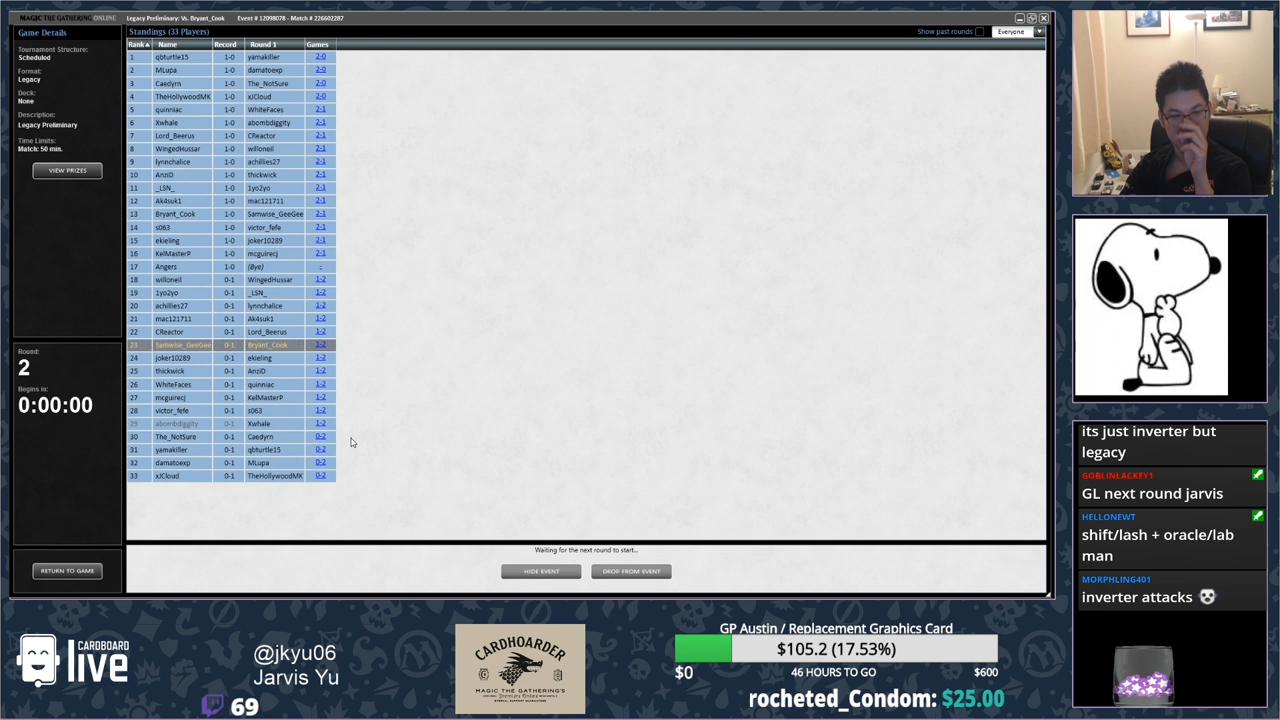 MAGIC THE GATHERING ONLINE
Legacy Preliminary: Vs. Bryant_Cook Event # 12098078 - Match # 226602287
Game Details
Tournament Structure:
Scheduled
Format:
Legacy
Deck:
None
Description:
Legacy Preliminary
Time Limits:
Match: 50 min.
VIEW PRIZES
Round:
2
Begins in:
0:00:00
RETURN TO GAME
Standings (33 Players)
Show past rounds
Everyone
Rank Name Record Round 1 Games
1 qbturtle15 1-0 yamakiller 2-0
2 MLupa 1-0 damatoexp 2-0
3 Caedyrn 1-0 The_NotSure 2-0
4 TheHollywoodMK 1-0 xJCloud 2-0
5 quinniac 1-0 WhiteFaces 2-1
6 Xwhale 1-0 abombdiggity 2-1
7 Lord_Beerus 1-0 CReactor 2-1
8 WingedHussar 1-0 willoneil 2-1
9 lynnchalice 1-0 achillies27 2-1
10 AnziD 1-0 thickwick 2-1
11 _LSN_ 1-0 1yo2yo 2-1
12 Ak4suk1 1-0 mac121711 2-1
13 Bryant_Cook 1-0 Samwise_GeeGee 2-1
14 s063 1-0 victor_fefe 2-1
15 ekieling 1-0 joker10289 2-1
16 KelMasterP 1-0 mcguirecj 2-1
17 Angers 1-0 (Bye) -
18 willoneil 0-1 WingedHussar 1-2
19 1yo2yo 0-1 _LSN_ 1-2
20 achillies27 0-1 lynnchalice 1-2
21 mac121711 0-1 Ak4suk1 1-2
22 CReactor 0-1 Lord_Beerus 1-2
23 Samwise_GeeGee 0-1 Bryant_Cook 1-2
24 joker10289 0-1 ekieling 1-2
25 thickwick 0-1 AnziD 1-2
26 WhiteFaces 0-1 quinniac 1-2
27 mcguirecj 0-1 KelMasterP 1-2
28 victor_fefe 0-1 s063 1-2
29 abombdiggity 0-1 Xwhale 1-2
30 The_NotSure 0-1 Caedyrn 0-2
31 yamakiller 0-1 qbturtle15 0-2
32 damatoexp 0-1 MLupa 0-2
33 xJCloud 0-1 TheHollywoodMK 0-2
Waiting for the next round to start...
HIDE EVENT
DROP FROM EVENT
its just inverter but
legacy
GOBLINLACKEY1
GL next round jarvis
HELLONEWT
shift/lash + oracle/lab
man
MORPHLING401
inverter attacks
CARDBOARD
live
@jkyu06
Jarvis Yu
69
CARDHOARDER
MAGIC THE GATHERING'S
GP Austin / Replacement Graphics Card
$105.2 (17.53%)
$0
46 HOURS TO GO
$600
rocheted_Condom: $25.00